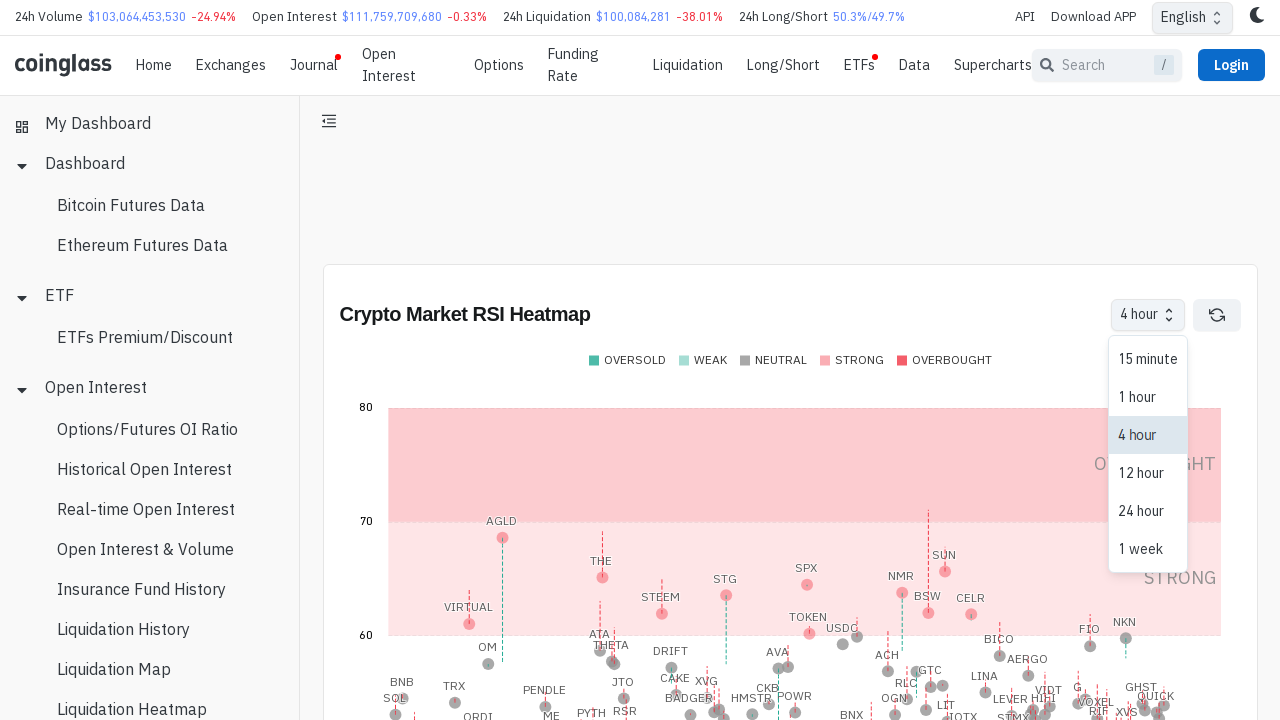 24h Volume $103,064,453,530 -24.94% Open Interest $111,759,709,680 -0.33% 24h Liquidation $100,084,281 -38.01% 24h Long/Short 50.3%/49.7% API Download APP English
coinglass Home Exchanges Journal Open Interest Options Funding Rate Liquidation Long/Short ETFs Data Supercharts Search / Login
My Dashboard
Dashboard
Bitcoin Futures Data
Ethereum Futures Data
ETF
ETFs Premium/Discount
Open Interest
Options/Futures OI Ratio
Historical Open Interest
Real-time Open Interest
Open Interest & Volume
Insurance Fund History
Liquidation History
Liquidation Map
Liquidation Heatmap
Crypto Market RSI Heatmap 4 hour
15 minute
1 hour
4 hour
12 hour
24 hour
1 week
OVERSOLD WEAK NEUTRAL STRONG OVERBOUGHT
80
70
AGLD
THE
SUN
SPX
NMR
STG
STRONG
STEEM
BSW
CELR
VIRTUAL
TOKEN
NKN
USDC
FIO
60
ATA
BICO
THETA
OM
DRIFT
AVA
ACH
AERGO
GTC
CAKE
LINA
BNB
TRX
JTO
XVG
RLC
CKB
G
GHST
PENDLE
VIDT
SOL
BADGER
HMSTR
POWR
OGN
LEVER
HIFI
VOXEL
QUICK
LIT
RSR
PYTH
RIF
XVS
ORDI
ME
BNX
IOTX
STMX